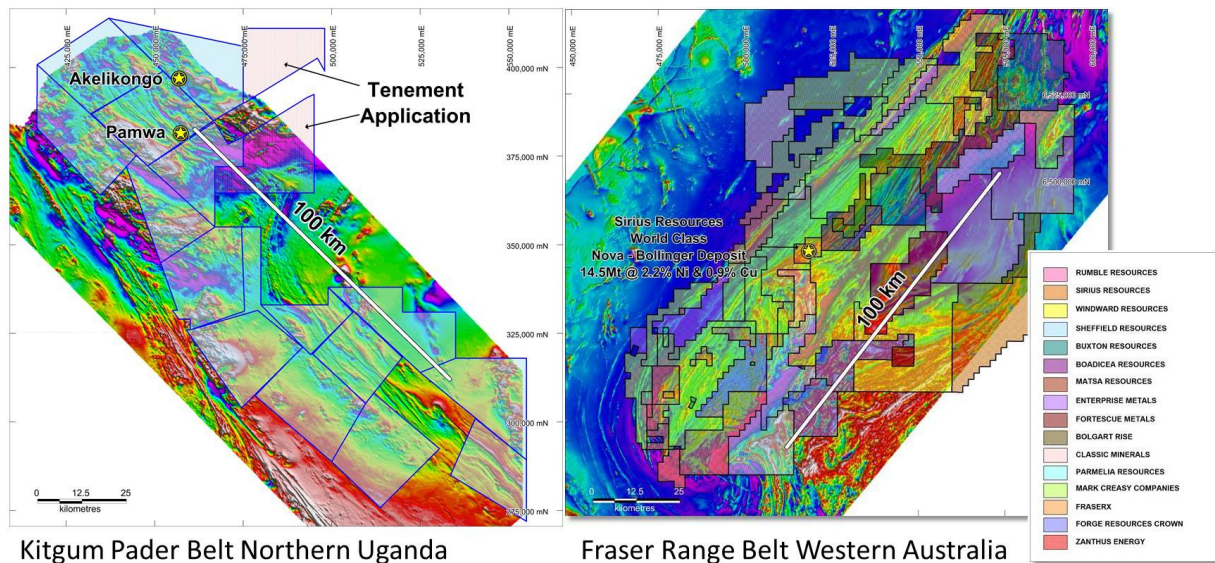 425,000 mE
450,000 mE
475,000 mE
500,000 mE
525,000 mE
550,000 mE
400,000 mN
375,000 mN
350,000 mN
325,000 mN
300,000 mN
275,000 mN
Akelikongo
Pamwa
Tenement
Application
100 km
0 12.5 25
kilometres
Kitgum Pader Belt Northern Uganda
450,000 mE
475,000 mE
6,525,000 mN
6,500,000 mN
Sirius Resources
World Class
Nova - Bollinger Deposit
14.5Mt @ 2.2% Ni & 0.9% Cu
100 km
0 12.5 25
kilometres
Fraser Range Belt Western Australia
RUMBLE RESOURCES
SIRIUS RESOURCES
WINDWARD RESOURCES
SHEFFIELD RESOURCES
BUXTON RESOURCES
BOADICEA RESOURCES
MATSA RESOURCES
ENTERPRISE METALS
FORTESCUE METALS
BOLGART RISE
CLASSIC MINERALS
PARMELIA RESOURCES
MARK CREASY COMPANIES
FRASERX
FORGE RESOURCES CROWN
ZANTHUS ENERGY